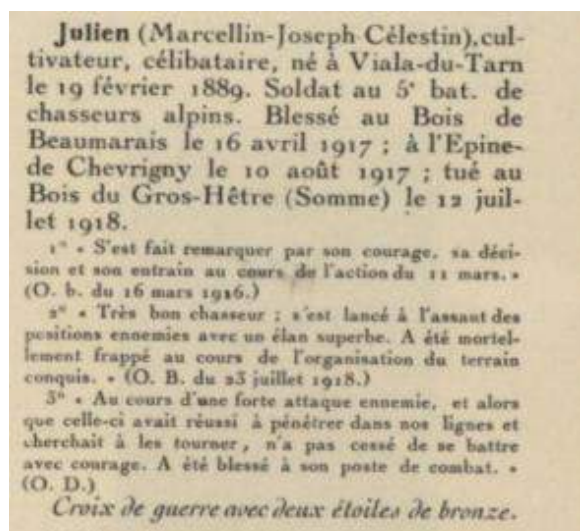 Julien (Marcellin-Joseph Célestin), cul-
tivateur, célibataire, né à Viala-du-Tarn
le 19 février 1889. Soldat au 5e bat. de
chasseurs alpins. Blessé au Bois de
Beaumarais le 16 avril 1917 ; à l'Epine-
de Chevrigny le 10 août 1917 ; tué au
Bois du Gros-Hêtre (Somme) le 12 juil-
let 1918.
1º « S'est fait remarquer par son courage, sa déci-
sion et son entrain au cours de l'action du 11 mars. »
(O. b. du 16 mars 1916.)
2º « Très bon chasseur ; s'est lancé à l'assaut des
positions ennemies avec un élan superbe. A été mortel-
lement frappé au cours de l'organisation du terrain
conquis. » (O. B. du 23 juillet 1918.)
3º « Au cours d'une forte attaque ennemie, et alors
que celle-ci avait réussi à pénétrer dans nos lignes et
cherchait à les tourner, n'a pas cessé de se battre
avec courage. A été blessé à son poste de combat. »
(O. D.)
Croix de guerre avec deux étoiles de bronze.